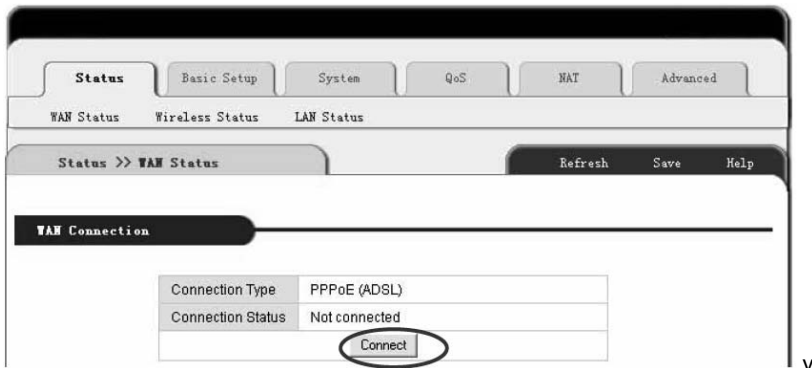 Status Basic Setup System QoS NAT Advanced
WAN Status Wireless Status LAN Status
Status >> WAN Status Refresh Save Help
WAN Connection
Connection Type PPPoE (ADSL)
Connection Status Not connected
Connect